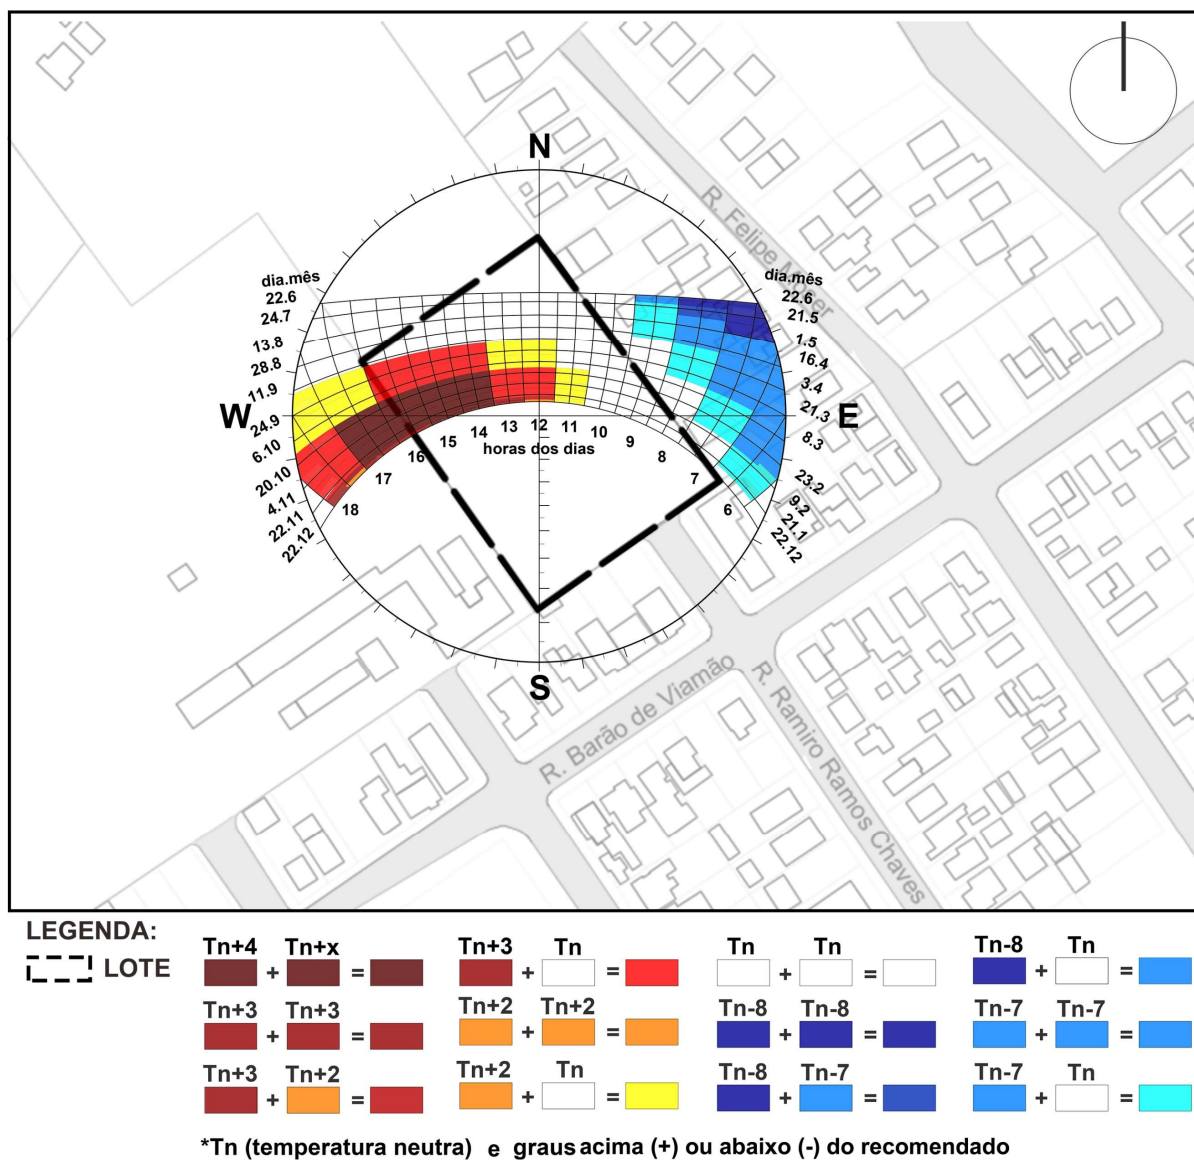 N
R. Felipe Moser
dia.mês
22.6
24.7
13.8
28.8
11.9
24.9
6.10
20.10
4.11
22.11
22.12
W
dia.mês
22.6
21.5
1.5
16.4
3.4
21.3
8.3
23.2
9.2
21.1
22.12
E
18
17
16
15
14
13
12
11
10
9
8
7
6
horas dos dias
S
R. Barão de Viamão
R. Ramiro Ramos Chaves
LEGENDA:
LOTE
Tn+4 Tn+x Tn+3 Tn Tn Tn Tn-8 Tn
+ = + = + = + =
Tn+3 Tn+3 Tn+2 Tn+2 Tn-8 Tn-8 Tn-7 Tn-7
+ = + = + = + =
Tn+3 Tn+2 Tn+2 Tn Tn-8 Tn-7 Tn-7 Tn
+ = + = + = + =
*Tn (temperatura neutra) e graus acima (+) ou abaixo (-) do recomendado